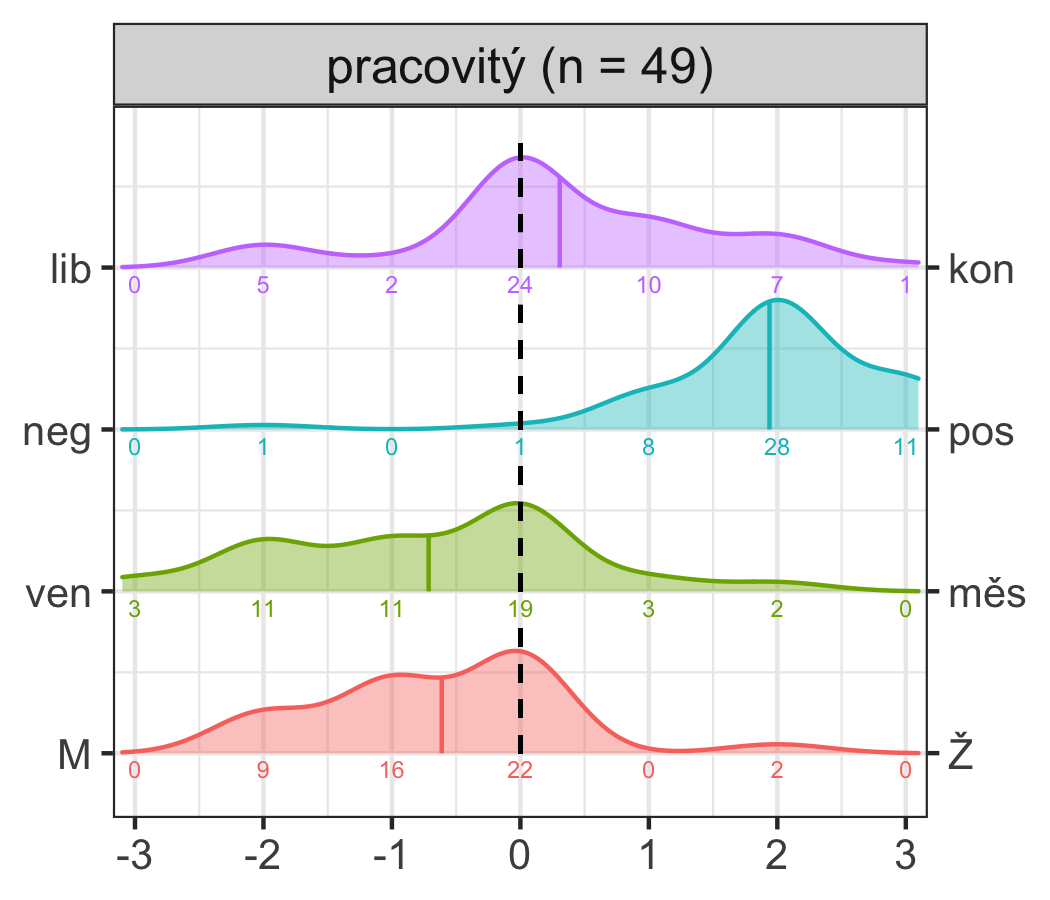 pracovitý (n = 49)
lib kon
0 5 2 24 10 7 1
neg pos
0 1 0 1 8 28 11
ven měs
3 11 11 19 3 2 0
M Ž
0 9 16 22 0 2 0
-3 -2 -1 0 1 2 3